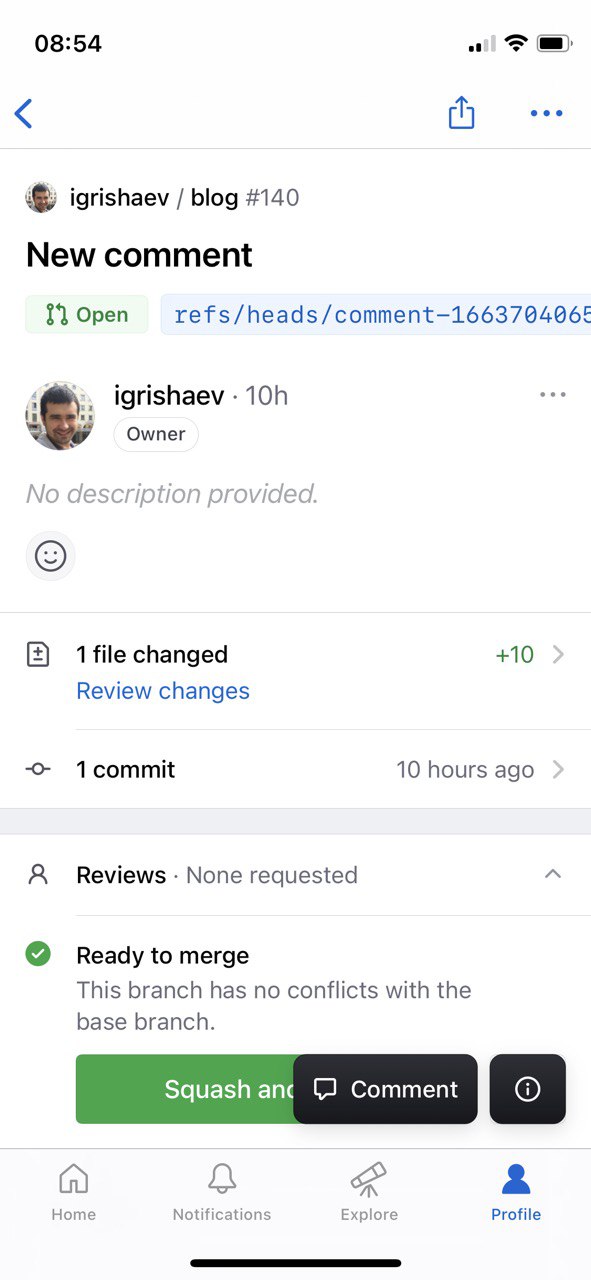 08:54
igrishaev / blog #140
New comment
Open
refs/heads/comment-1663704065
igrishaev · 10h
Owner
No description provided.
1 file changed
+10
Review changes
1 commit
10 hours ago
Reviews · None requested
Ready to merge
This branch has no conflicts with the
base branch.
Squash and
Comment
Home
Notifications
Explore
Profile